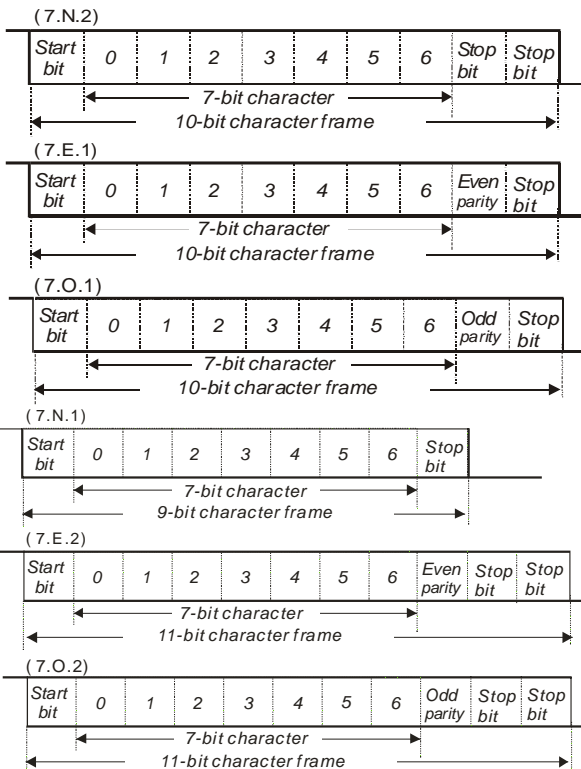 (7.N.2)
Start bit 0 1 2 3 4 5 6 Stop bit Stop bit
7-bit character
10-bit character frame
(7.E.1)
Start bit 0 1 2 3 4 5 6 Even parity Stop bit
7-bit character
10-bit character frame
(7.O.1)
Start bit 0 1 2 3 4 5 6 Odd parity Stop bit
7-bit character
10-bit character frame
(7.N.1)
Start bit 0 1 2 3 4 5 6 Stop bit
7-bit character
9-bit character frame
(7.E.2)
Start bit 0 1 2 3 4 5 6 Even parity Stop bit Stop bit
7-bit character
11-bit character frame
(7.O.2)
Start bit 0 1 2 3 4 5 6 Odd parity Stop bit Stop bit
7-bit character
11-bit character frame